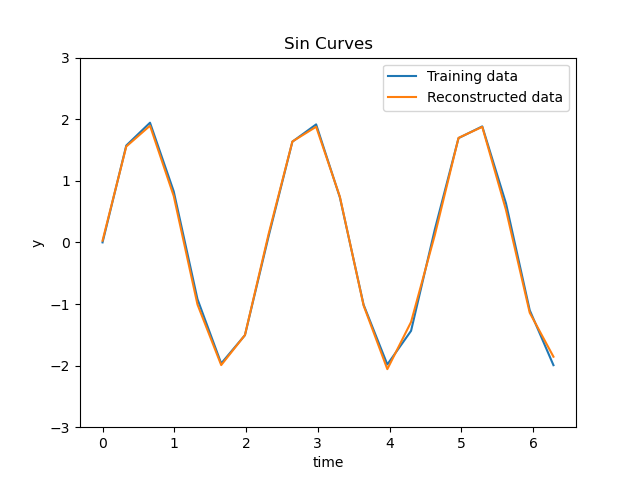 Sin Curves
Training data
Reconstructed data
3
2
1
0
−1
−2
−3
y
0 1 2 3 4 5 6
time